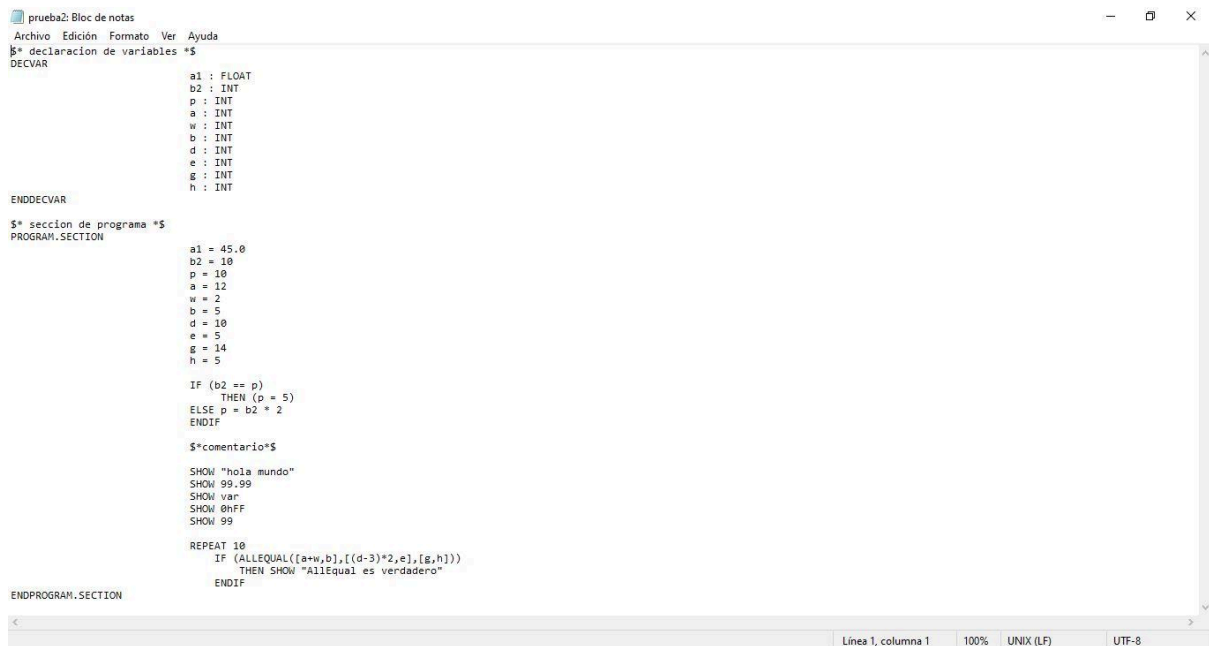 prueba2: Bloc de notas
Archivo Edición Formato Ver Ayuda
$* declaracion de variables *$
DECVAR
a1 : FLOAT
b2 : INT
p : INT
a : INT
w : INT
b : INT
d : INT
e : INT
g : INT
h : INT
ENDDECVAR
$* seccion de programa *$
PROGRAM.SECTION
a1 = 45.0
b2 = 10
p = 10
a = 12
w = 2
b = 5
d = 10
e = 5
g = 14
h = 5
IF (b2 == p)
THEN (p = 5)
ELSE p = b2 * 2
ENDIF
$*comentario*$
SHOW "hola mundo"
SHOW 99.99
SHOW var
SHOW 0hFF
SHOW 99
REPEAT 10
IF (ALLEQUAL([a+w,b],[(d-3)*2,e],[g,h]))
THEN SHOW "AllEqual es verdadero"
ENDIF
ENDPROGRAM.SECTION
Línea 1, columna 1 100% UNIX (LF) UTF-8